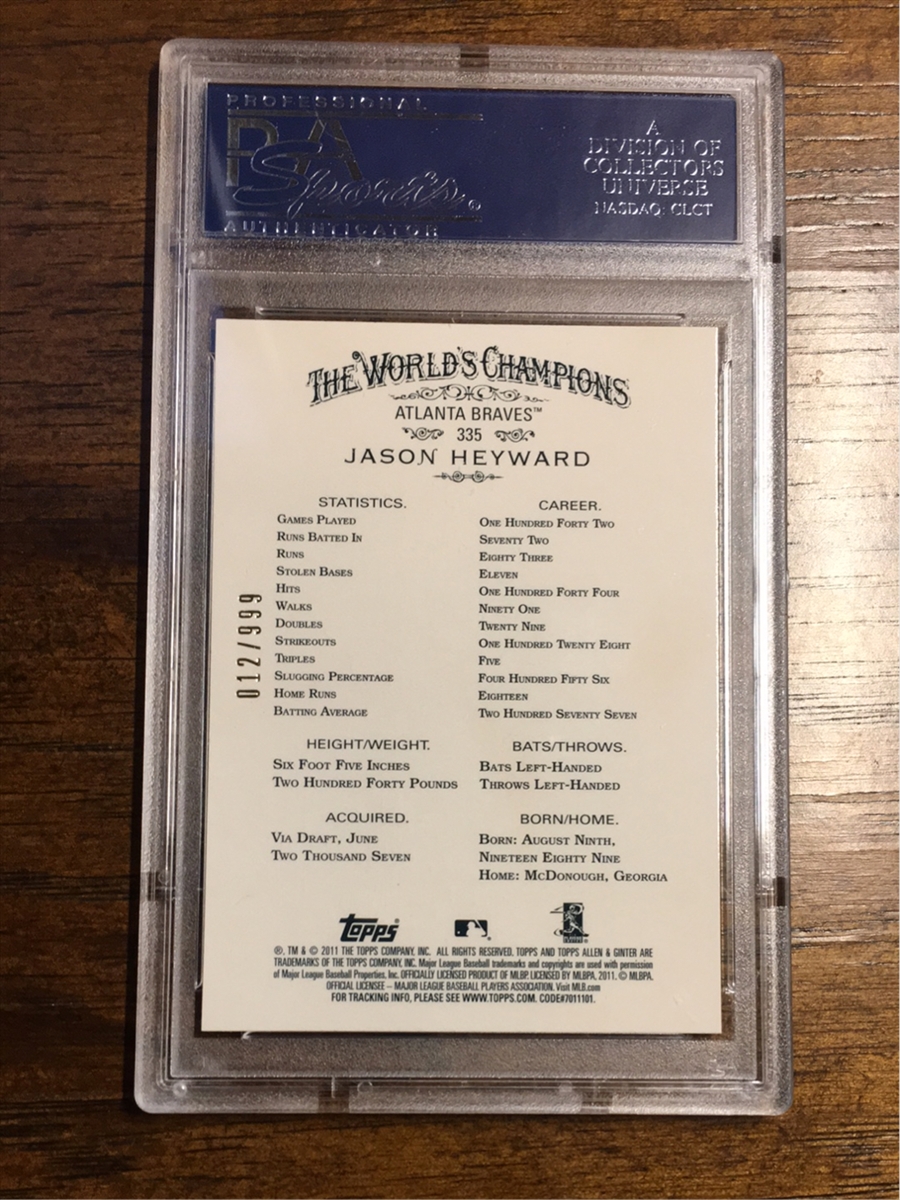 PROFESSIONAL
PSA
Sports®
AUTHENTICATOR
A
DIVISION OF
COLLECTORS
UNIVERSE
NASDAQ: CLCT
THE WORLD'S CHAMPIONS
ATLANTA BRAVES™
335
JASON HEYWARD
STATISTICS. CAREER.
GAMES PLAYED ONE HUNDRED FORTY TWO
RUNS BATTED IN SEVENTY TWO
RUNS EIGHTY THREE
STOLEN BASES ELEVEN
HITS ONE HUNDRED FORTY FOUR
WALKS NINETY ONE
DOUBLES TWENTY NINE
STRIKEOUTS ONE HUNDRED TWENTY EIGHT
TRIPLES FIVE
SLUGGING PERCENTAGE FOUR HUNDRED FIFTY SIX
HOME RUNS EIGHTEEN
BATTING AVERAGE TWO HUNDRED SEVENTY SEVEN
012/999
HEIGHT/WEIGHT.
SIX FOOT FIVE INCHES
TWO HUNDRED FORTY POUNDS
BATS/THROWS.
BATS LEFT-HANDED
THROWS LEFT-HANDED
ACQUIRED.
VIA DRAFT, JUNE
TWO THOUSAND SEVEN
BORN/HOME.
BORN: AUGUST NINTH,
NINETEEN EIGHTY NINE
HOME: MCDONOUGH, GEORGIA
topps®
®, TM & © 2011 THE TOPPS COMPANY, INC. ALL RIGHTS RESERVED. TOPPS AND TOPPS ALLEN & GINTER ARE
TRADEMARKS OF THE TOPPS COMPANY, INC. Major League Baseball trademarks and copyrights are used with permission
of Major League Baseball Properties, Inc. OFFICIALLY LICENSED PRODUCT OF MLBP. LICENSED BY MLBPA, 2011. © MLBPA.
OFFICIAL LICENSEE – MAJOR LEAGUE BASEBALL PLAYERS ASSOCIATION. Visit MLB.com
FOR TRACKING INFO, PLEASE SEE WWW.TOPPS.COM. CODE#7011101.